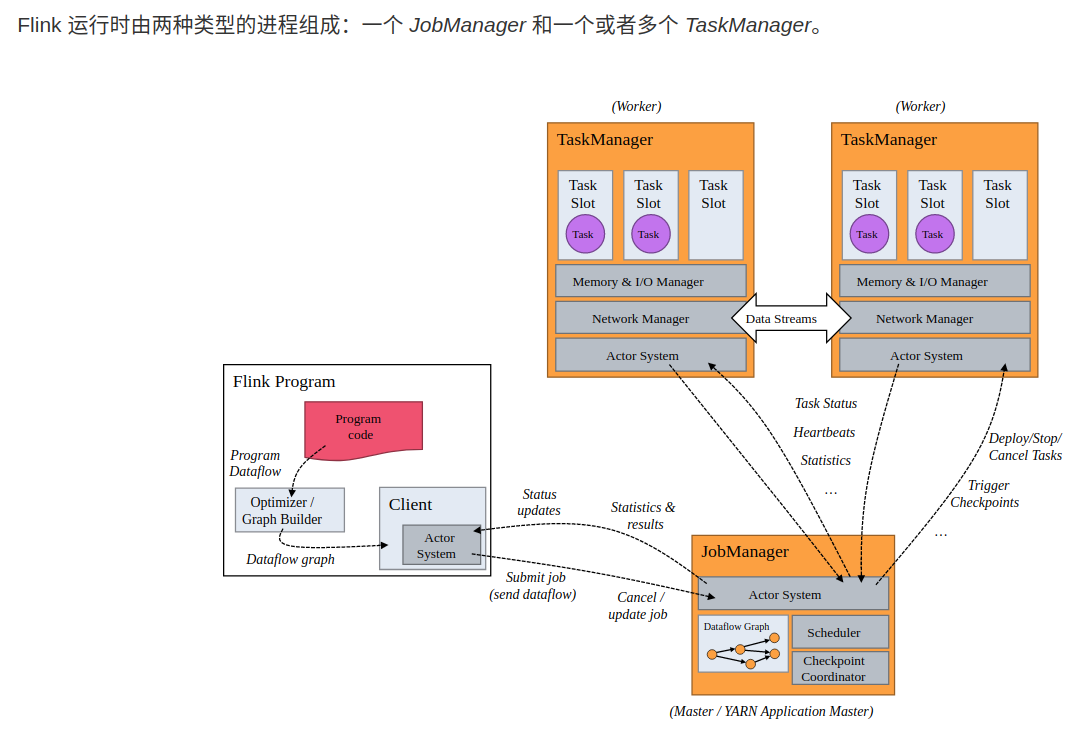 Flink 运行时由两种类型的进程组成：一个 JobManager 和一个或者多个 TaskManager。
(Worker)
(Worker)
TaskManager
TaskManager
Task
Slot
Task
Slot
Task
Slot
Task
Slot
Task
Slot
Task
Slot
Task
Task
Task
Task
Memory & I/O Manager
Memory & I/O Manager
Network Manager
Data Streams
Network Manager
Actor System
Actor System
Flink Program
Program
code
Program
Dataflow
Optimizer /
Graph Builder
Dataflow graph
Client
Actor
System
Status
updates
Statistics &
results
Submit job
(send dataflow)
Cancel /
update job
Task Status
Heartbeats
Statistics
...
Deploy/Stop/
Cancel Tasks
Trigger
Checkpoints
...
JobManager
Actor System
Dataflow Graph
Scheduler
Checkpoint
Coordinator
(Master / YARN Application Master)